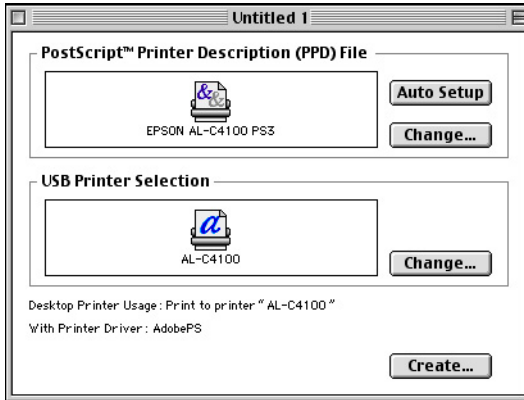 Untitled 1
PostScript™ Printer Description (PPD) File
&&
Auto Setup
EPSON AL-C4100 PS3
Change...
USB Printer Selection
a
AL-C4100
Change...
Desktop Printer Usage : Print to printer " AL-C4100 "
With Printer Driver : AdobePS
Create...